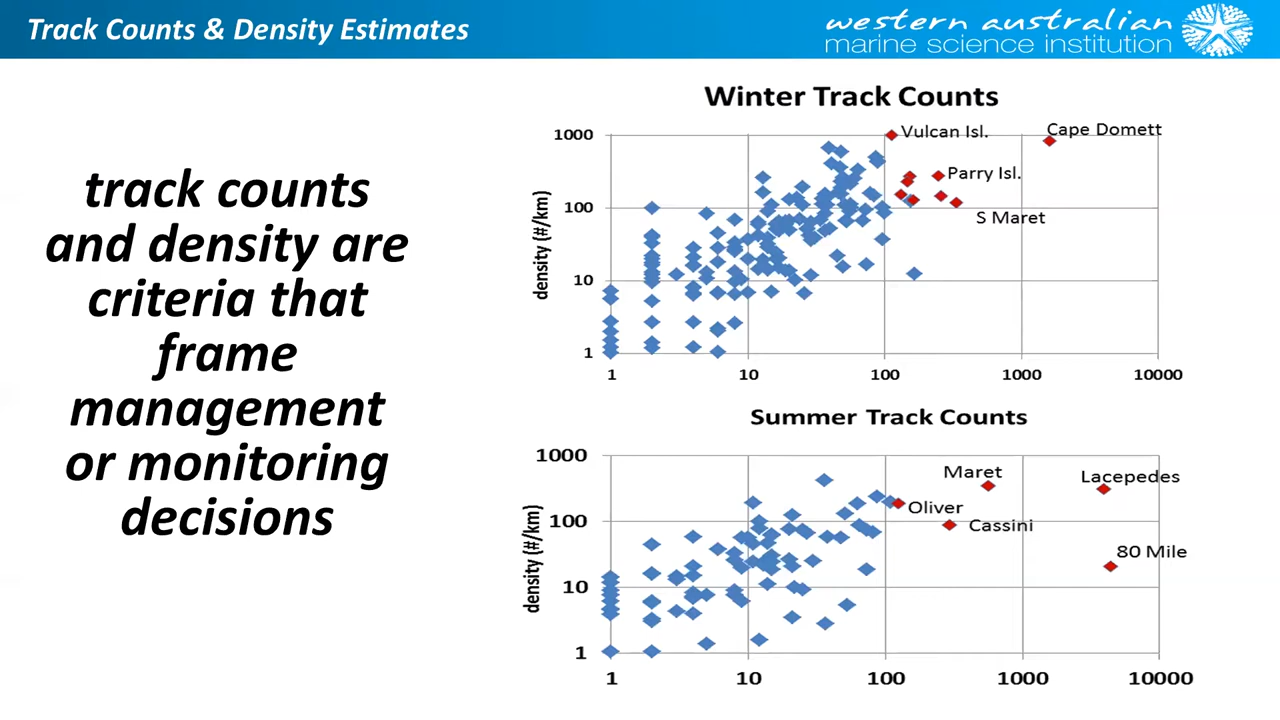 Track Counts & Density Estimates
western australian
marine science institution
track counts
and density are
criteria that
frame
management
or monitoring
decisions
Winter Track Counts
density (#/km)
1000
100
10
1
1 10 100 1000 10000
Vulcan Isl.
Cape Domett
Parry Isl.
S Maret
Summer Track Counts
density (#/km)
1000
100
10
1
1 10 100 1000 10000
Maret
Lacepedes
Oliver
Cassini
80 Mile